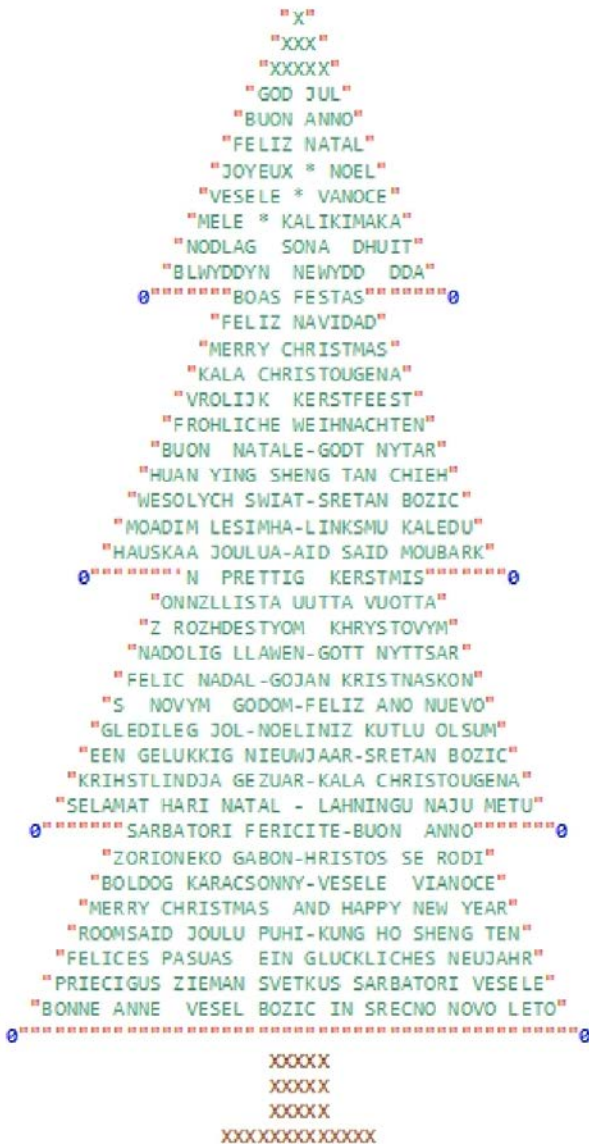 "X"
"XXX"
"XXXXX"
"GOD JUL"
"BUON ANNO"
"FELIZ NATAL"
"JOYEUX * NOEL"
"VESELE * VANOCE"
"MELE * KALIKIMAKA"
"NODLAG  SONA  DHUIT"
"BLWYDDYN  NEWYDD  DDA"
0"""""""BOAS FESTAS"""""""0
"FELIZ NAVIDAD"
"MERRY CHRISTMAS"
"KALA CHRISTOUGENA"
"VROLIJK  KERSTFEEST"
"FROHLICHE WEIHNACHTEN"
"BUON  NATALE-GODT NYTAR"
"HUAN YING SHENG TAN CHIEH"
"WESOLYCH SWIAT-SRETAN BOZIC"
"MOADIM LESIMHA-LINKSMU KALEDU"
"HAUSKAA JOULUA-AID SAID MOUBARK"
0"""""""'N  PRETTIG  KERSTMIS"""""""0
"ONNZLLISTA UUTTA VUOTTA"
"Z ROZHDESTYOM  KHRYSTOVYM"
"NADOLIG LLAWEN-GOTT NYTTSAR"
"FELIC NADAL-GOJAN KRISTNASKON"
"S  NOVYM  GODOM-FELIZ ANO NUEVO"
"GLEDILEG JOL-NOELINIZ KUTLU OLSUM"
"EEN GELUKKIG NIEUWJAAR-SRETAN BOZIC"
"KRIHSTLINDJA GEZUAR-KALA CHRISTOUGENA"
"SELAMAT HARI NATAL - LAHNINGU NAJU METU"
0"""""""SARBATORI FERICITE-BUON  ANNO"""""""0
"ZORIONEKO GABON-HRISTOS SE RODI"
"BOLDOG KARACSONNY-VESELE  VIANOCE"
"MERRY CHRISTMAS  AND HAPPY NEW YEAR"
"ROOMSAID JOULU PUHI-KUNG HO SHENG TEN"
"FELICES PASUAS  EIN GLUCKLICHES NEUJAHR"
"PRIECIGUS ZIEMAN SVETKUS SARBATORI VESELE"
"BONNE ANNE  VESEL BOZIC IN SRECNO NOVO LETO"
0"""""""""""""""""""""""""""""""""""""""""""""""0
XXXXX
XXXXX
XXXXX
XXXXXXXXXXXXX